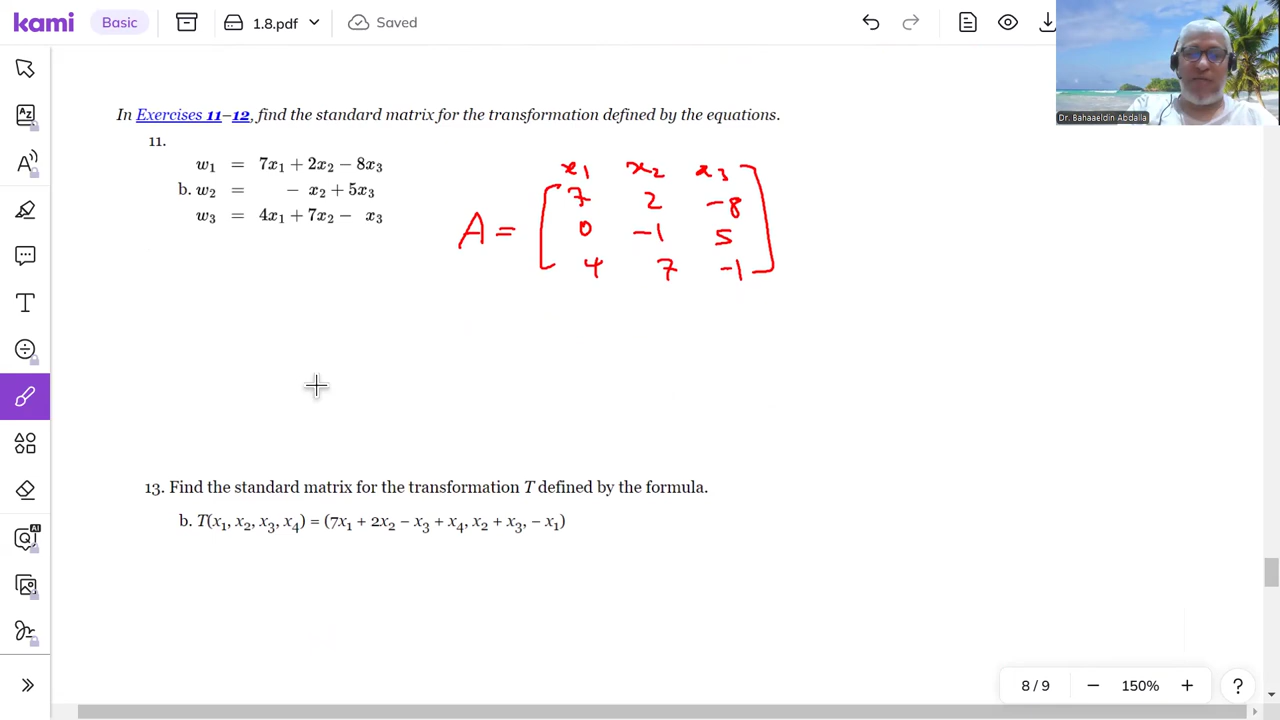 kami Basic 1.8.pdf Saved
Dr. Bahaaeldin Abdalla
In Exercises 11–12, find the standard matrix for the transformation defined by the equations.
11.
w₁ = 7x₁ + 2x₂ − 8x₃
b. w₂ = − x₂ + 5x₃
w₃ = 4x₁ + 7x₂ − x₃
x₁ x₂ x₃
7 2 -8
A = 0 -1 5
4 7 -1
13. Find the standard matrix for the transformation T defined by the formula.
b. T(x₁, x₂, x₃, x₄) = (7x₁ + 2x₂ − x₃ + x₄, x₂ + x₃, − x₁)
8 / 9 − 150% + ?